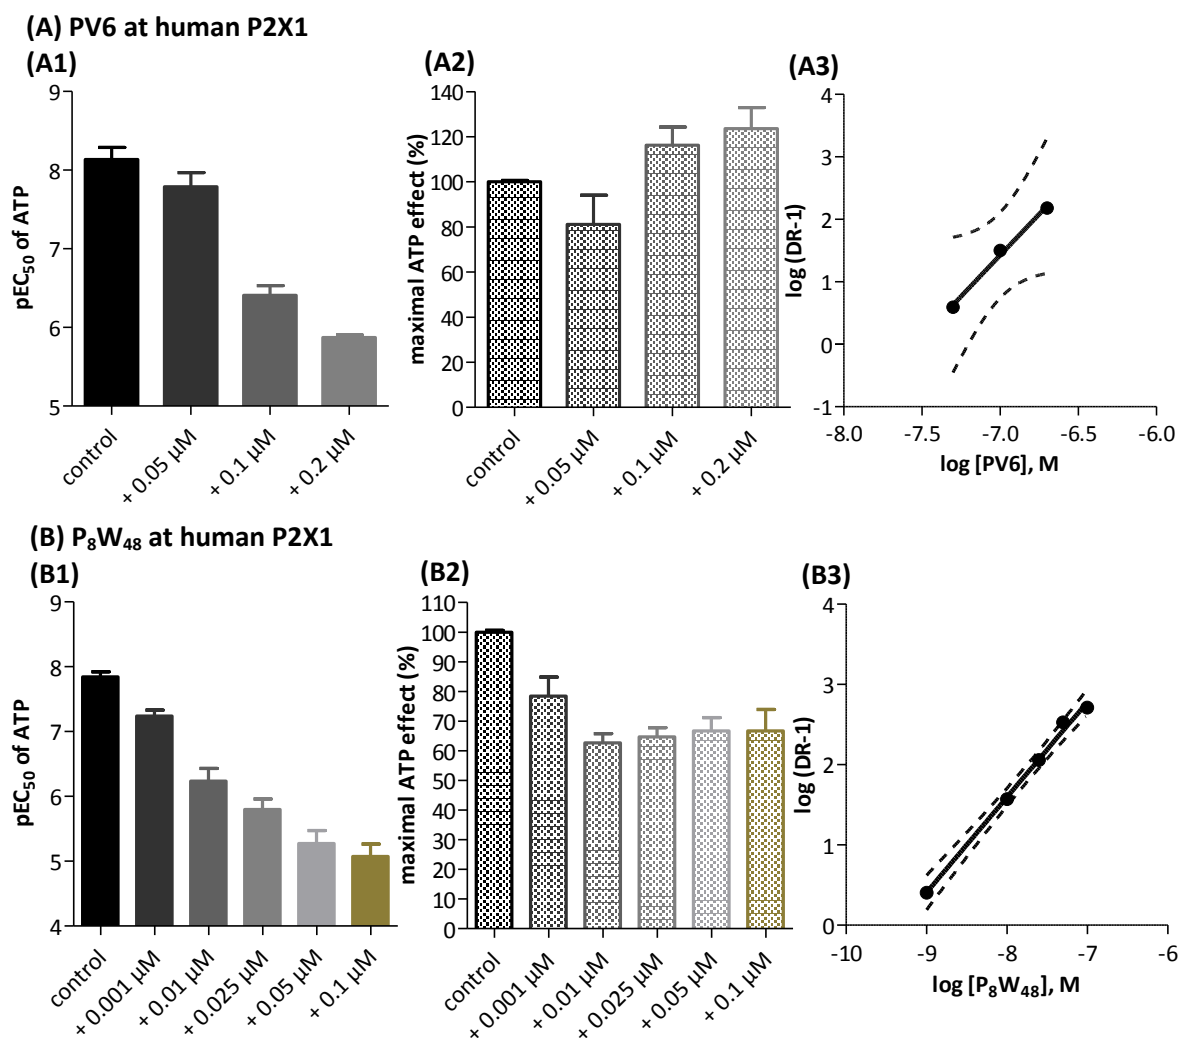 (A) PV6 at human P2X1
(A1)
(A2)
(A3)
pEC50 of ATP
9
8
7
6
5
control
+ 0.05 µM
+ 0.1 µM
+ 0.2 µM
maximal ATP effect (%)
140
120
100
80
60
40
20
0
control
+ 0.05 µM
+ 0.1 µM
+ 0.2 µM
log (DR-1)
4
3
2
1
0
-1
-8.0
-7.5
-7.0
-6.5
-6.0
log [PV6], M
(B) P8W48 at human P2X1
(B1)
(B2)
(B3)
pEC50 of ATP
9
8
7
6
5
4
control
+ 0.001 µM
+ 0.01 µM
+ 0.025 µM
+ 0.05 µM
+ 0.1 µM
maximal ATP effect (%)
110
100
90
80
70
60
50
40
30
20
10
0
control
+ 0.001 µM
+ 0.01 µM
+ 0.025 µM
+ 0.05 µM
+ 0.1 µM
log (DR-1)
4
3
2
1
0
-10
-9
-8
-7
-6
log [P8W48], M